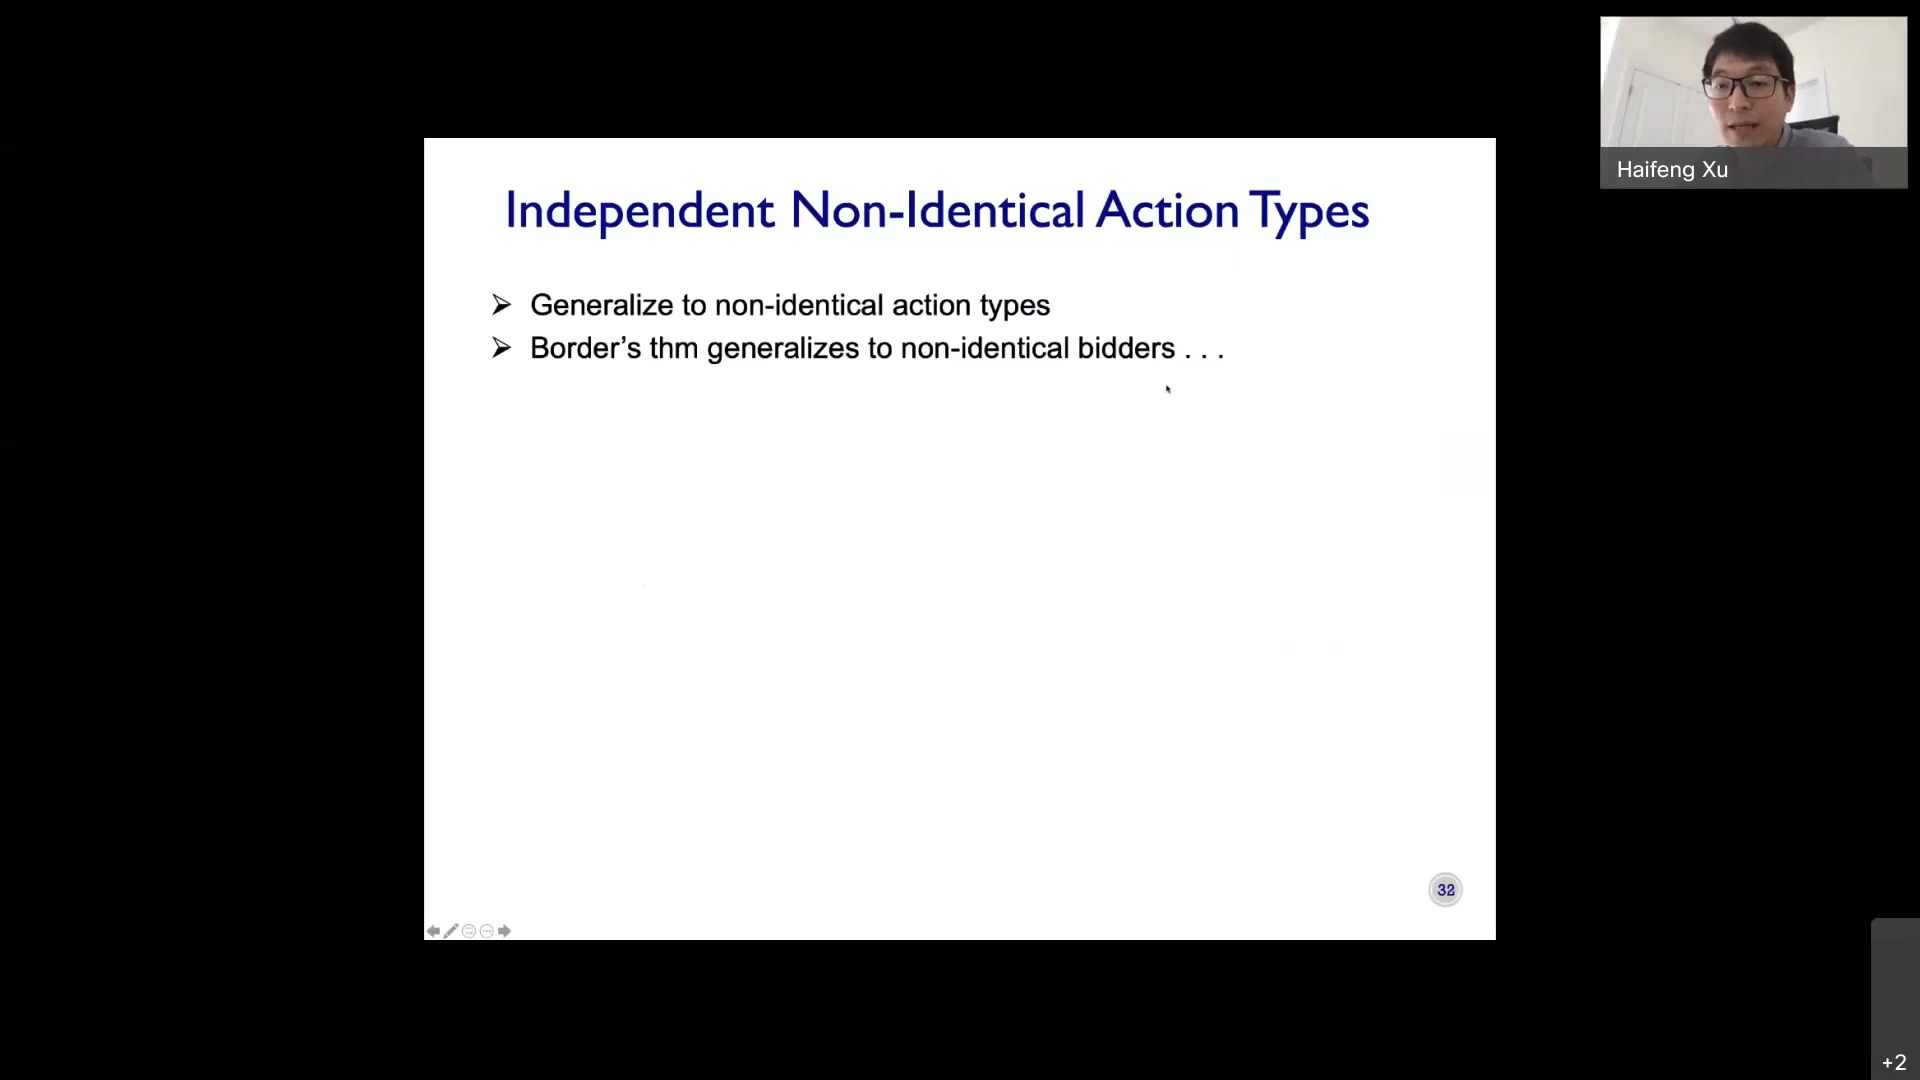 Haifeng Xu
Independent Non-Identical Action Types
➢ Generalize to non-identical action types
➢ Border's thm generalizes to non-identical bidders . . .
32
+2